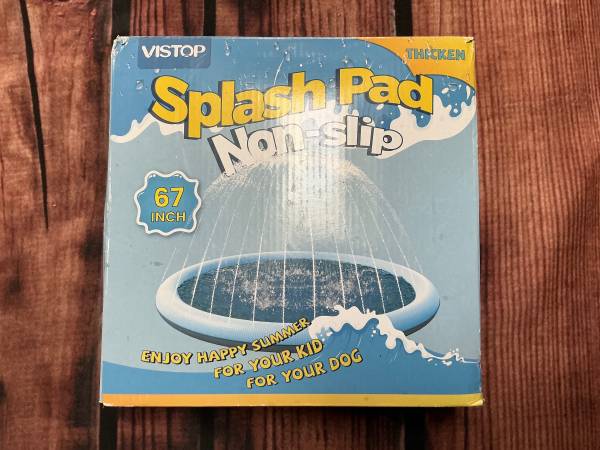 VISTOP
THICKEN
Splash Pad
Non-slip
67
INCH
ENJOY HAPPY SUMMER
FOR YOUR KID
FOR YOUR DOG